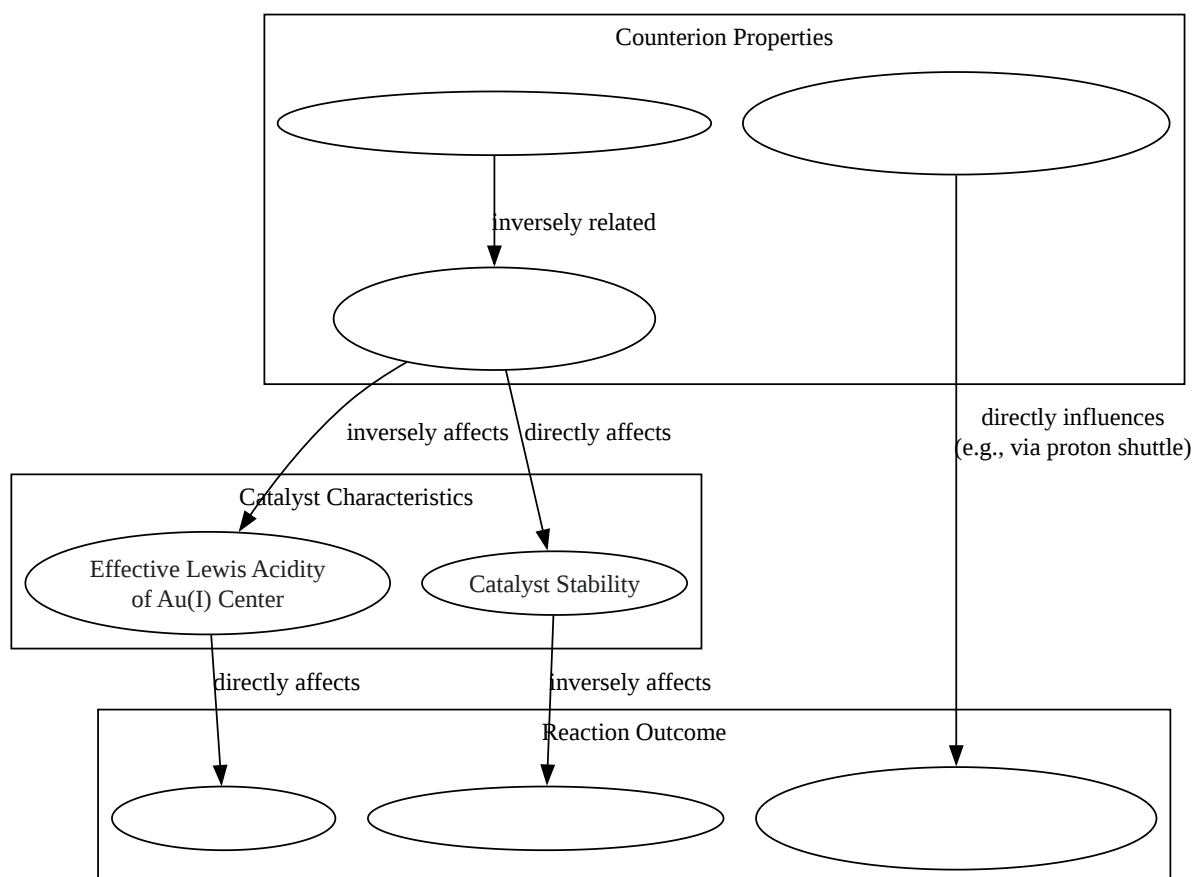 Counterion Properties
inversely related
directly influences
(e.g., via proton shuttle)
inversely affects
directly affects
Catalyst Characteristics
Effective Lewis Acidity
of Au(I) Center
Catalyst Stability
directly affects
inversely affects
Reaction Outcome